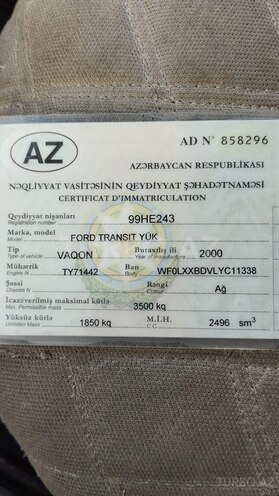 AZ
AD N° 858296
AZƏRBAYCAN RESPUBLİKASI
NƏQLİYYAT VASİTƏSİNİN QEYDİYYAT ŞƏHADƏTNAMƏSİ
CERTIFICAT D'IMMATRICULATION
Qeydiyyat nişanları 99HE243
Registration number
Marka, model FORD TRANSIT YÜK
Model
Tip VAQON Buraxılış ili 2000
Type of vehicle Year of manufacture
Mühərrik TY71442 Ban WF0LXXBDVLYC11338
Engine N Body
Şassi Rəngi Ağ
Chassis N Colour
İcazəverilmiş maksimal kütlə 3500 kq
Max. Permissible mass
Yüksüz kütlə 1850 kq M.İ.H. 2496 sm³
Unladen Mass C.C.
TURBO.AZ